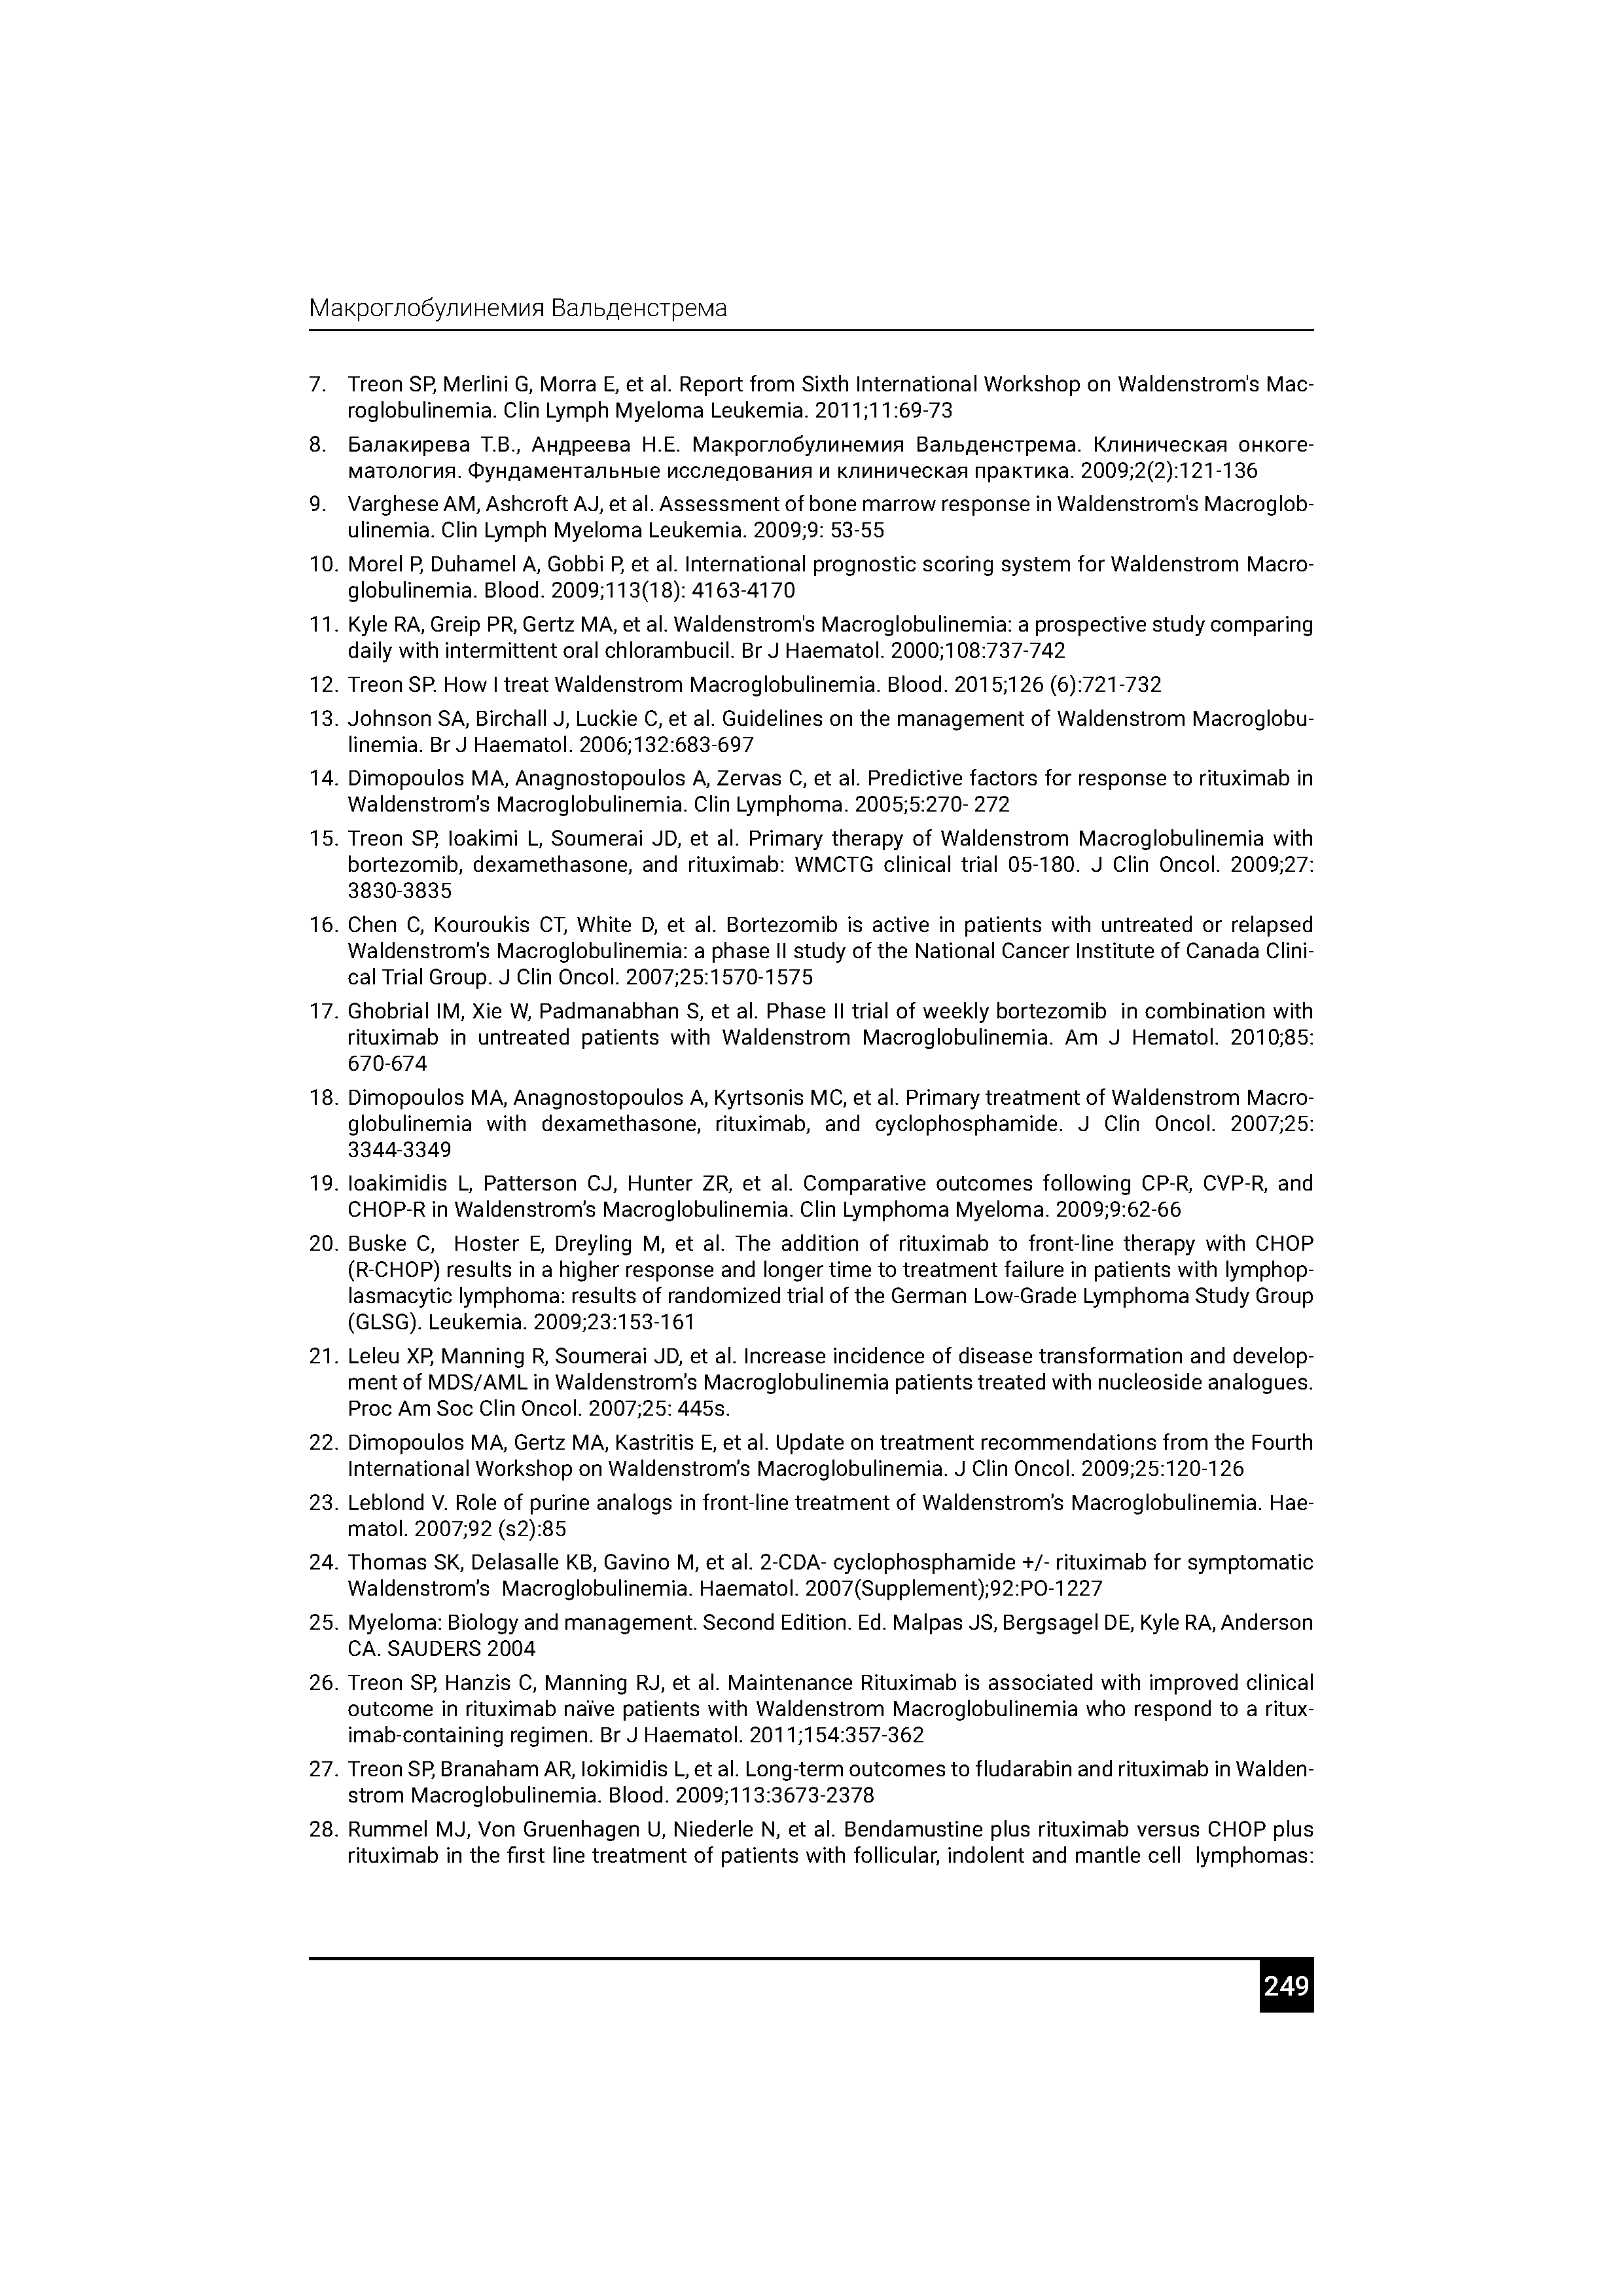 Макроглобулинемия Вальденстрема
7. Treon SP, Merlini G, Morra E, et al. Report from Sixth International Workshop on Waldenstrom's Mac-
roglobulinemia. Clin Lymph Myeloma Leukemia. 2011;11:69-73
8. Балакирева Т.В., Андреева Н.Е. Макроглобулинемия Вальденстрема. Клиническая онкоге-
матология. Фундаментальные исследования и клиническая практика. 2009;2(2):121-136
9. Varghese AM, Ashcroft AJ, et al. Assessment of bone marrow response in Waldenstrom's Macroglob-
ulinemia. Clin Lymph Myeloma Leukemia. 2009;9: 53-55
10. Morel P, Duhamel A, Gobbi P, et al. International prognostic scoring system for Waldenstrom Macro-
globulinemia. Blood. 2009;113(18): 4163-4170
11. Kyle RA, Greip PR, Gertz MA, et al. Waldenstrom's Macroglobulinemia: a prospective study comparing
daily with intermittent oral chlorambucil. Br J Haematol. 2000;108:737-742
12. Treon SP. How I treat Waldenstrom Macroglobulinemia. Blood. 2015;126 (6):721-732
13. Johnson SA, Birchall J, Luckie C, et al. Guidelines on the management of Waldenstrom Macroglobu-
linemia. Br J Haematol. 2006;132:683-697
14. Dimopoulos MA, Anagnostopoulos A, Zervas C, et al. Predictive factors for response to rituximab in
Waldenstrom’s Macroglobulinemia. Clin Lymphoma. 2005;5:270- 272
15. Treon SP, Ioakimi L, Soumerai JD, et al. Primary therapy of Waldenstrom Macroglobulinemia with
bortezomib, dexamethasone, and rituximab: WMCTG clinical trial 05-180. J Clin Oncol. 2009;27:
3830-3835
16. Chen C, Kouroukis CT, White D, et al. Bortezomib is active in patients with untreated or relapsed
Waldenstrom’s Macroglobulinemia: a phase II study of the National Cancer Institute of Canada Clini-
cal Trial Group. J Clin Oncol. 2007;25:1570-1575
17. Ghobrial IM, Xie W, Padmanabhan S, et al. Phase II trial of weekly bortezomib  in combination with
rituximab in untreated patients with Waldenstrom Macroglobulinemia. Am J Hematol. 2010;85:
670-674
18. Dimopoulos MA, Anagnostopoulos A, Kyrtsonis MC, et al. Primary treatment of Waldenstrom Macro-
globulinemia with dexamethasone, rituximab, and cyclophosphamide. J Clin Oncol. 2007;25:
3344-3349
19. Ioakimidis L, Patterson CJ, Hunter ZR, et al. Comparative outcomes following CP-R, CVP-R, and
CHOP-R in Waldenstrom’s Macroglobulinemia. Clin Lymphoma Myeloma. 2009;9:62-66
20. Buske C,  Hoster E, Dreyling M, et al. The addition of rituximab to front-line therapy with CHOP
(R-CHOP) results in a higher response and longer time to treatment failure in patients with lymphop-
lasmacytic lymphoma: results of randomized trial of the German Low-Grade Lymphoma Study Group
(GLSG). Leukemia. 2009;23:153-161
21. Leleu XP, Manning R, Soumerai JD, et al. Increase incidence of disease transformation and develop-
ment of MDS/AML in Waldenstrom’s Macroglobulinemia patients treated with nucleoside analogues.
Proc Am Soc Clin Oncol. 2007;25: 445s.
22. Dimopoulos MA, Gertz MA, Kastritis E, et al. Update on treatment recommendations from the Fourth
International Workshop on Waldenstrom’s Macroglobulinemia. J Clin Oncol. 2009;25:120-126
23. Leblond V. Role of purine analogs in front-line treatment of Waldenstrom’s Macroglobulinemia. Hae-
matol. 2007;92 (s2):85
24. Thomas SK, Delasalle KB, Gavino M, et al. 2-CDA- cyclophosphamide +/- rituximab for symptomatic
Waldenstrom’s  Macroglobulinemia. Haematol. 2007(Supplement);92:PO-1227
25. Myeloma: Biology and management. Second Edition. Ed. Malpas JS, Bergsagel DE, Kyle RA, Anderson
CA. SAUDERS 2004
26. Treon SP, Hanzis C, Manning RJ, et al. Maintenance Rituximab is associated with improved clinical
outcome in rituximab naïve patients with Waldenstrom Macroglobulinemia who respond to a ritux-
imab-containing regimen. Br J Haematol. 2011;154:357-362
27. Treon SP, Branaham AR, Iokimidis L, et al. Long-term outcomes to fludarabin and rituximab in Walden-
strom Macroglobulinemia. Blood. 2009;113:3673-2378
28. Rummel MJ, Von Gruenhagen U, Niederle N, et al. Bendamustine plus rituximab versus CHOP plus
rituximab in the first line treatment of patients with follicular, indolent and mantle cell  lymphomas:
249